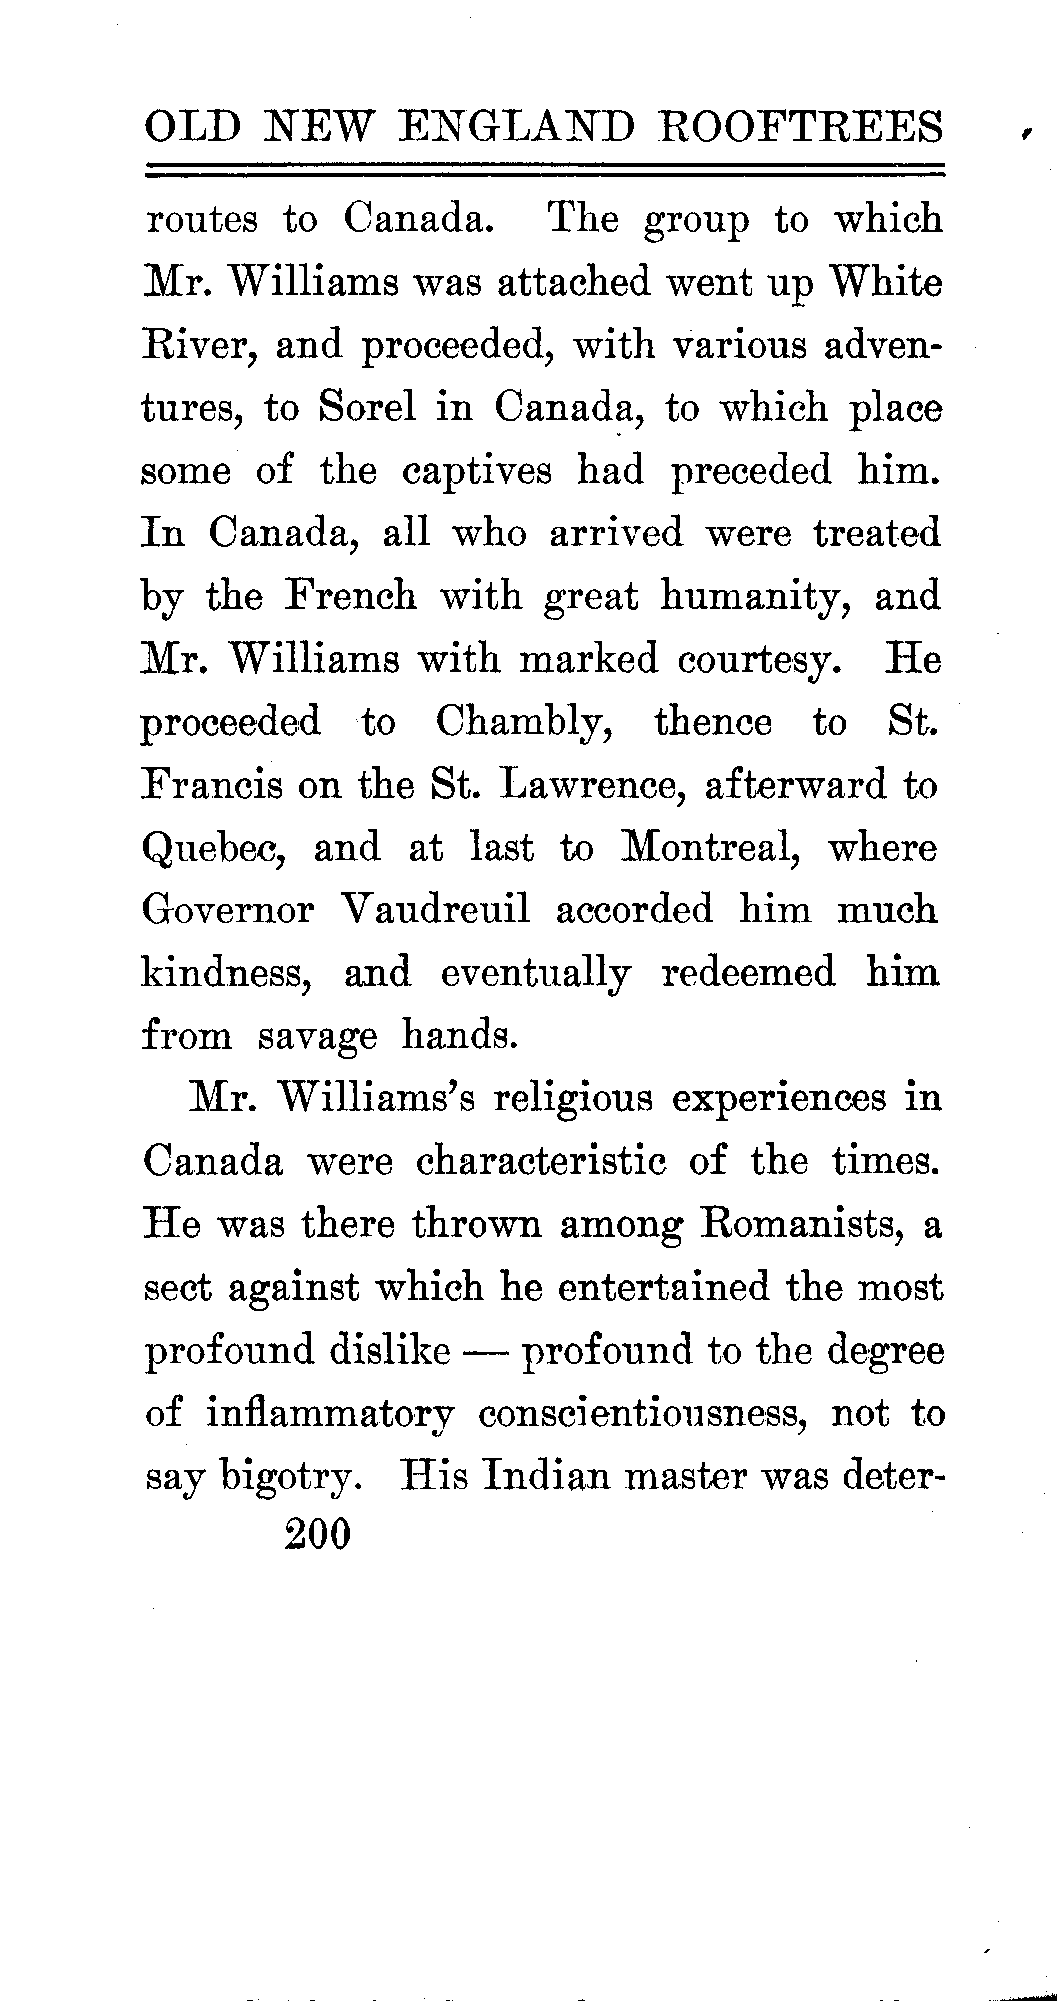 OLD NEW ENGLAND ROOFTREES
routes to Canada. The group to which
Mr. Williams was attached went up White
River, and proceeded, with various adven-
tures, to Sorel in Canada, to which place
some of the captives had preceded him.
In Canada, all who arrived were treated
by the French with great humanity, and
Mr. Williams with marked courtesy. He
proceeded to Chambly, thence to St.
Francis on the St. Lawrence, afterward to
Quebec, and at last to Montreal, where
Governor Vaudreuil accorded him much
kindness, and eventually redeemed him
from savage hands.
Mr. Williams's religious experiences in
Canada were characteristic of the times.
He was there thrown among Romanists, a
sect against which he entertained the most
profound dislike — profound to the degree
of inflammatory conscientiousness, not to
say bigotry. His Indian master was deter-
200